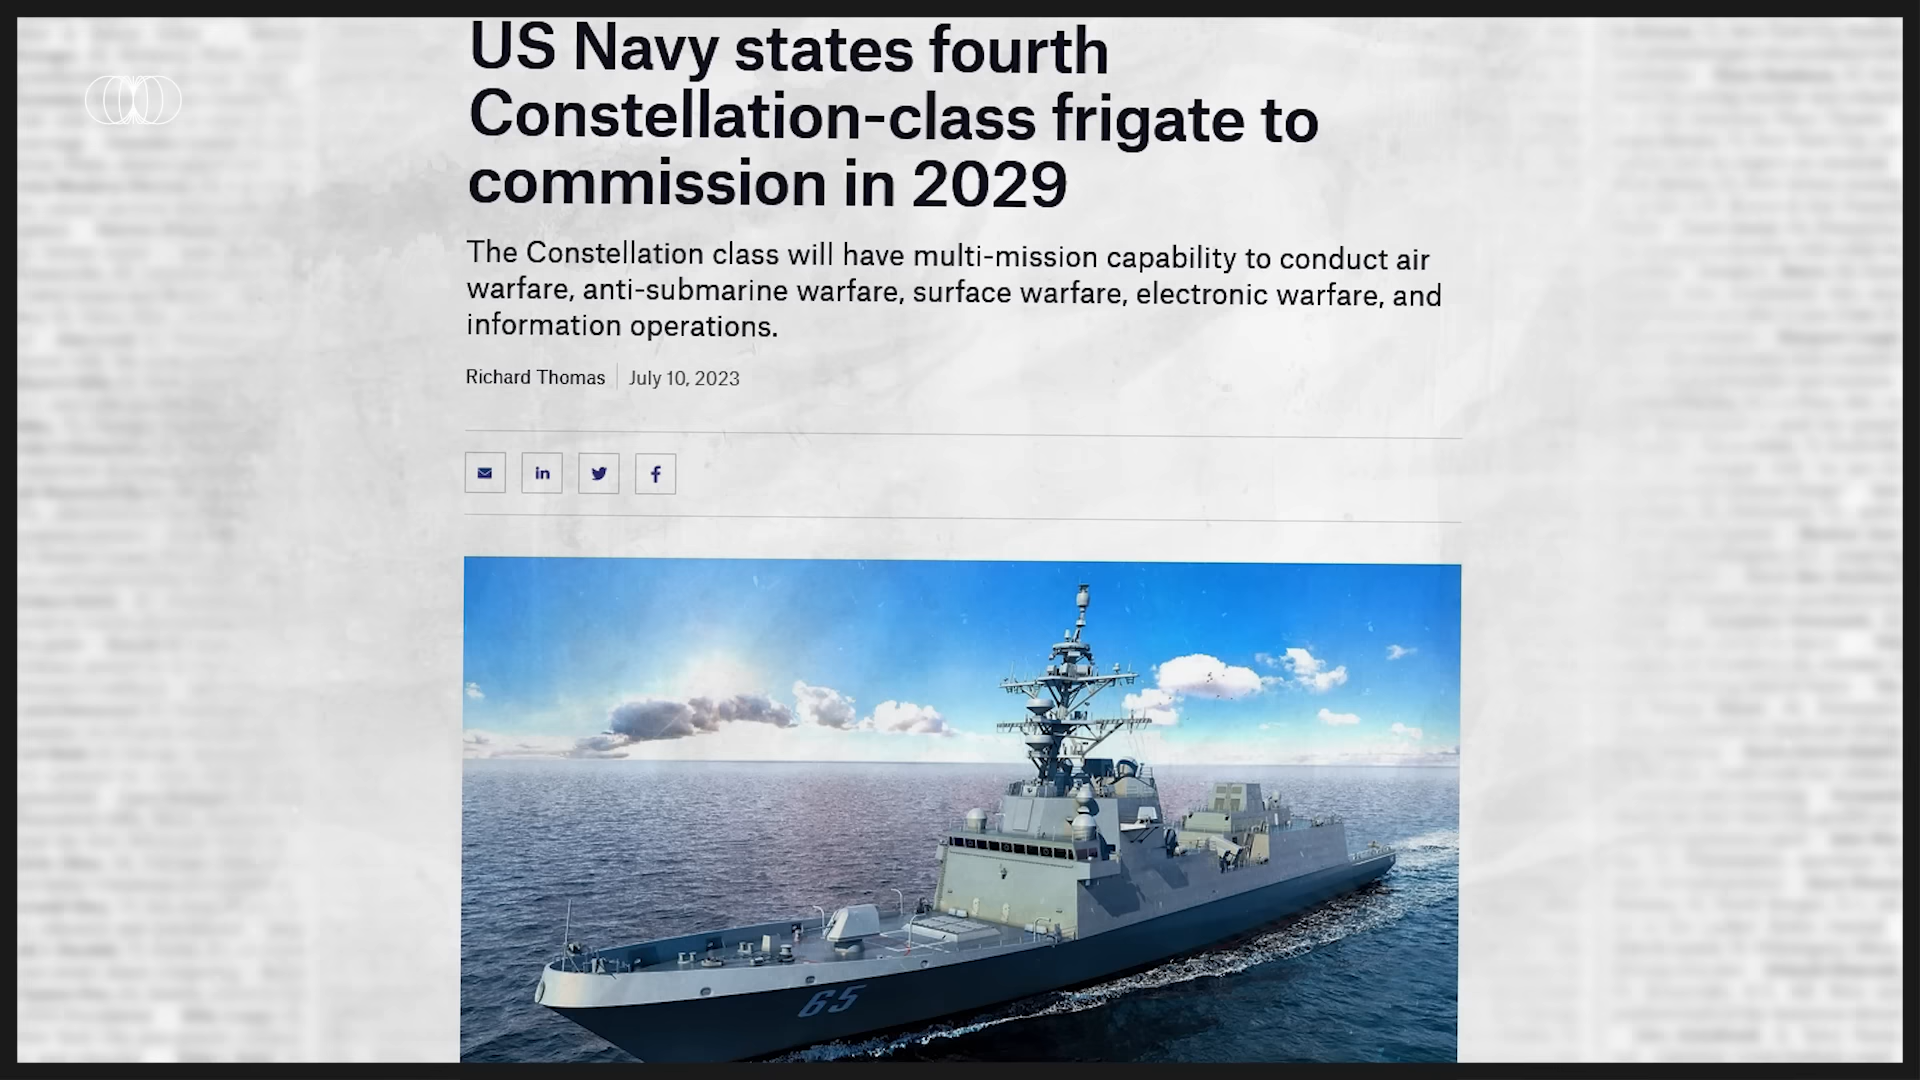 US Navy states fourth
Constellation-class frigate to
commission in 2029
The Constellation class will have multi-mission capability to conduct air
warfare, anti-submarine warfare, surface warfare, electronic warfare, and
information operations.
Richard Thomas July 10, 2023
65